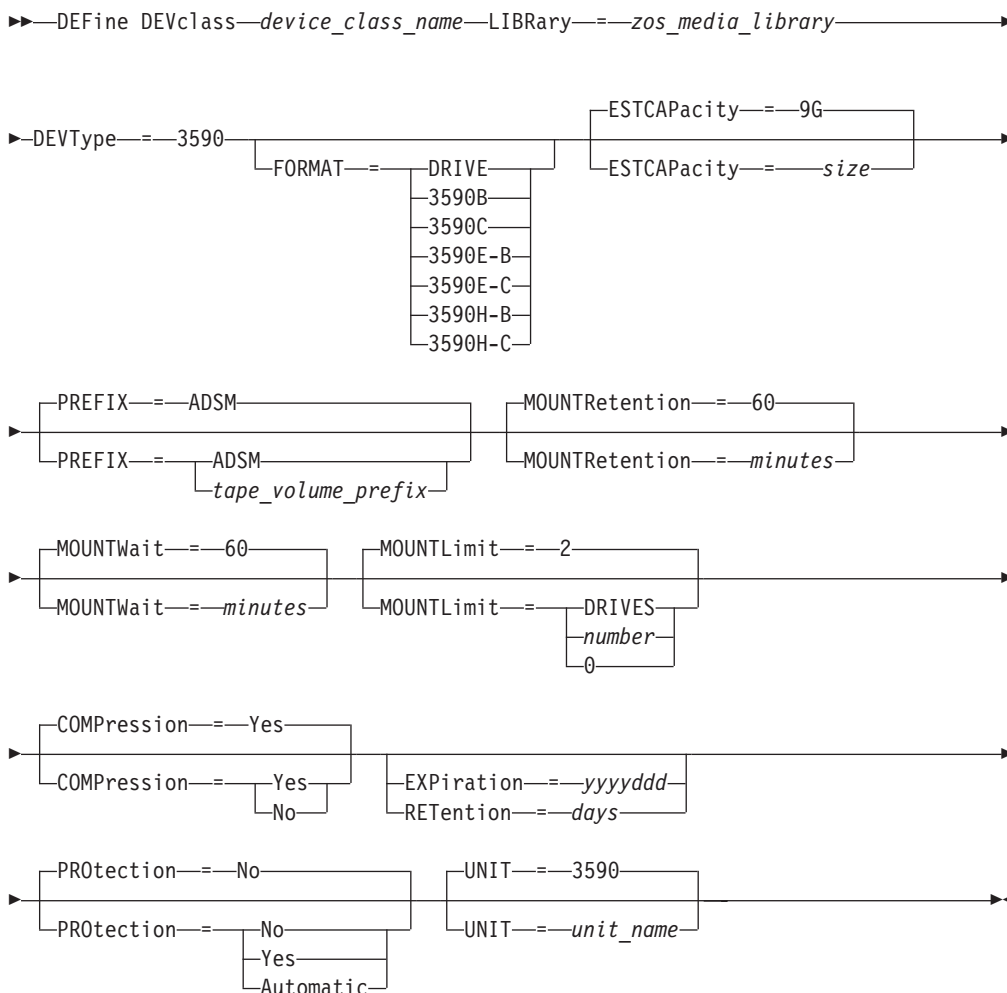 DEFine DEVclass device_class_name LIBRary = zos_media_library
ESTCAPacity = 9G
DEVType = 3590
FORMAT = DRIVE
ESTCAPacity = size
3590B
3590C
3590E-B
3590E-C
3590H-B
3590H-C
PREFIX = ADSM MOUNTRetention = 60
PREFIX = ADSM MOUNTRetention = minutes
tape_volume_prefix
MOUNTWait = 60 MOUNTLimit = 2
MOUNTWait = minutes MOUNTLimit = DRIVES
number
0
COMPression = Yes
COMPression = Yes EXPiration = yyyyddd
No RETention = days
PROtection = No UNIT = 3590
PROtection = No UNIT = unit_name
Yes
Automatic